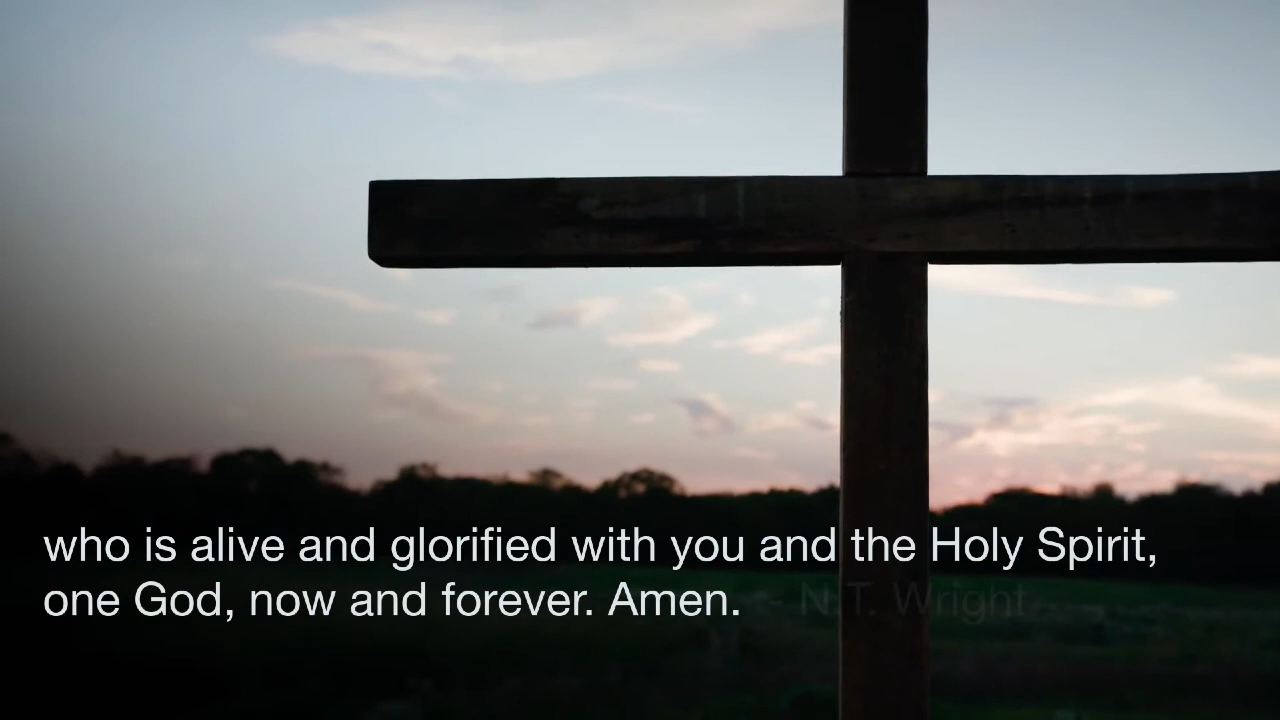 who is alive and glorified with you and the Holy Spirit,
one God, now and forever. Amen. - N.T. Wright